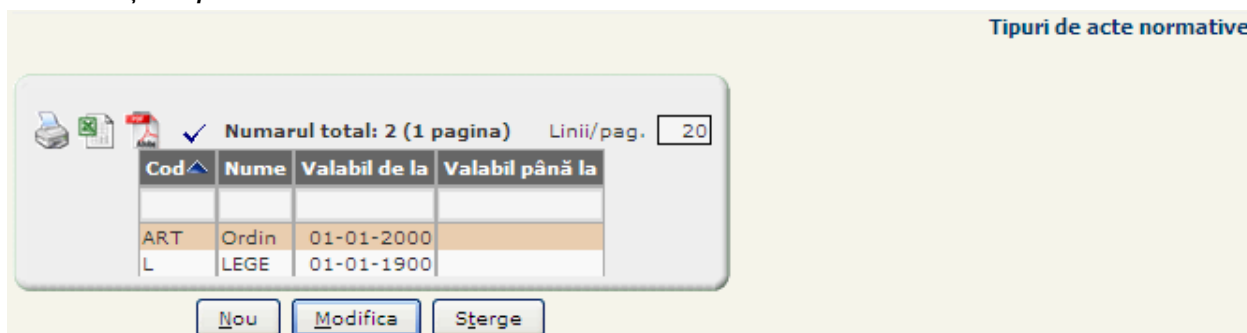 Tipuri de acte normative
Numarul total: 2 (1 pagina) Linii/pag. 20
Cod Nume Valabil de la Valabil până la
ART Ordin 01-01-2000
L LEGE 01-01-1900
Nou Modifica Sterge